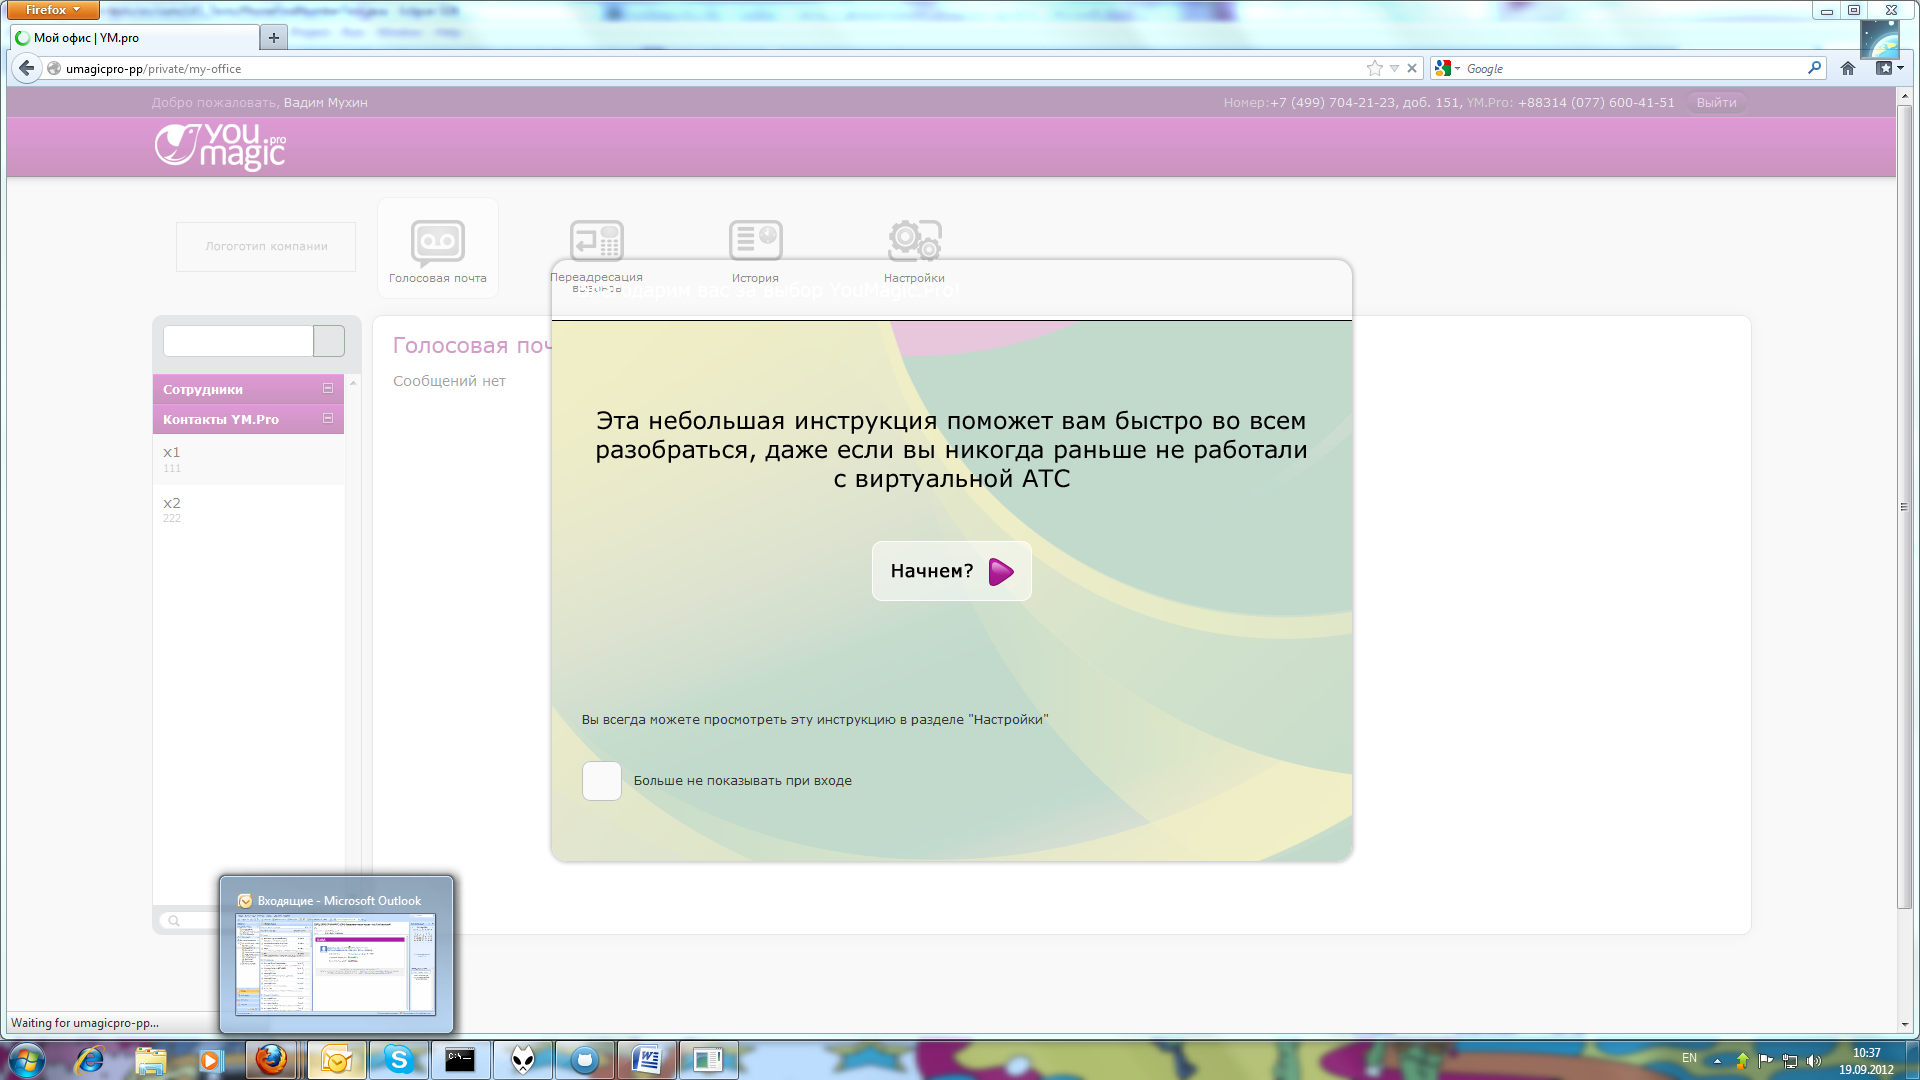 Firefox
Мой офис | YM.pro
umagicpro-pp/private/my-office
Google
Добро пожаловать, Вадим Мухин
Номер:+7 (499) 704-21-23, доб. 151, YM.Pro: +88314 (077) 600-41-51
Выйти
you magic pro
Логоготип компании
Голосовая почта
Переадресация
История
Настройки
вас за выбор YouMagic.Pro!
Сотрудники
Контакты YM.Pro
x1
111
x2
222
Голосовая поч
Сообщений нет
Эта небольшая инструкция поможет вам быстро во всем
разобраться, даже если вы никогда раньше не работали
с виртуальной АТС
Начнем?
Вы всегда можете просмотреть эту инструкцию в разделе "Настройки"
Больше не показывать при входе
Входящие - Microsoft Outlook
Waiting for umagicpro-pp...
C:\
EN
10:37
19.09.2012